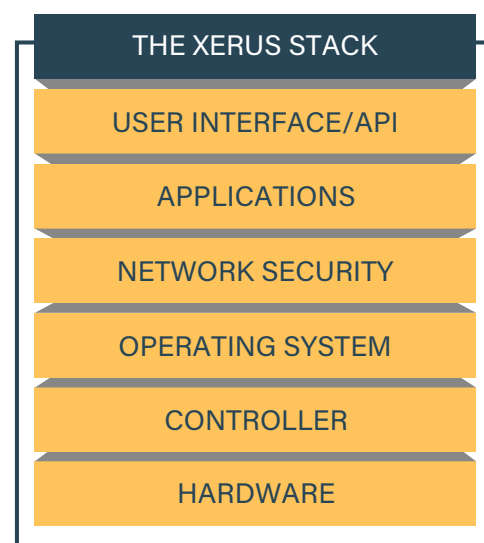 THE XERUS STACK
USER INTERFACE/API
APPLICATIONS
NETWORK SECURITY
OPERATING SYSTEM
CONTROLLER
HARDWARE